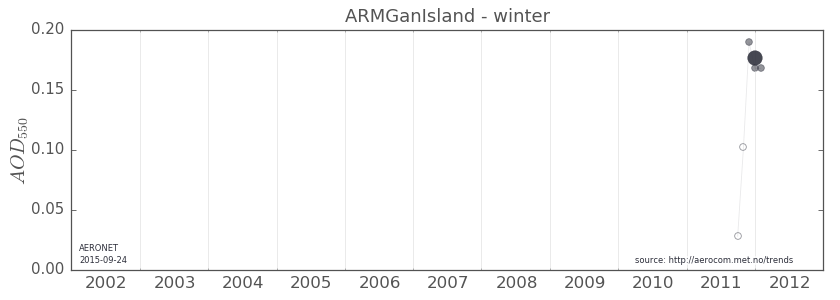 ARMGanIsland - winter
0.20
0.15
0.10
0.05
0.00
AOD550
AERONET
2015-09-24
source: http://aerocom.met.no/trends
2002 2003 2004 2005 2006 2007 2008 2009 2010 2011 2012